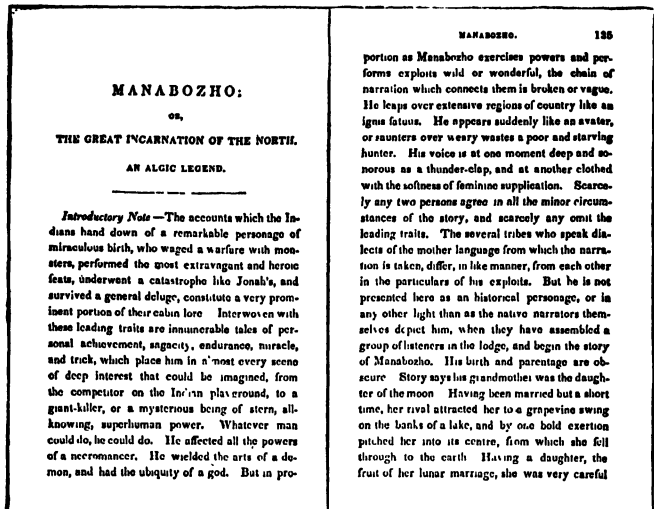 MANABOZHO:
OR,
THE GREAT INCARNATION OF THE NORTH.
AN ALGIC LEGEND.
Introductory Note—The accounts which the In-
dians hand down of a remarkable personage of
miraculous birth, who waged a warfare with mon-
sters, performed the most extravagant and heroic
feats, underwent a catastrophe like Jonah's, and
survived a general deluge, constitute a very prom-
inent portion of their cabin lore Interwoven with
these leading traits are innumerable tales of per-
sonal achievement, sagacity, endurance, miracle,
and trick, which place him in almost every scene
of deep interest that could be imagined, from
the competitor on the Indian playground, to a
giant-killer, or a mysterious being of stern, all-
knowing, superhuman power. Whatever man
could do, he could do. He affected all the powers
of a necromancer. He wielded the arts of a de-
mon, and had the ubiquity of a god. But in pro-
MANABOZHO. 135
portion as Manabozho exercises powers and per-
forms exploits wild or wonderful, the chain of
narration which connects them is broken or vague.
He leaps over extensive regions of country like an
ignis fatuus. He appears suddenly like an avatar,
or saunters over weary wastes a poor and starving
hunter. His voice is at one moment deep and so-
norous as a thunder-clap, and at another clothed
with the softness of feminine supplication. Scarce-
ly any two persons agree in all the minor circum-
stances of the story, and scarcely any omit the
leading traits. The several tribes who speak dia-
lects of the mother language from which the narra-
tion is taken, differ, in like manner, from each other
in the particulars of his exploits. But he is not
presented here as an historical personage, or in
any other light than as the native narrators them-
selves depict him, when they have assembled a
group of listeners in the lodge, and begin the story
of Manabozho. His birth and parentage are ob-
scure Story says his grandmother was the daugh-
ter of the moon Having been married but a short
time, her rival attracted her to a grapevine swing
on the banks of a lake, and by one bold exertion
pitched her into its centre, from which she fell
through to the earth Having a daughter, the
fruit of her lunar marriage, she was very careful